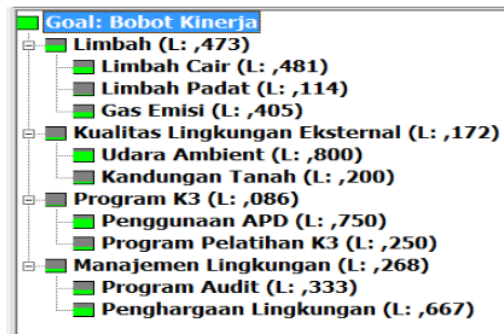 Goal: Bobot Kinerja
Limbah (L: ,473)
Limbah Cair (L: ,481)
Limbah Padat (L: ,114)
Gas Emisi (L: ,405)
Kualitas Lingkungan Eksternal (L: ,172)
Udara Ambient (L: ,800)
Kandungan Tanah (L: ,200)
Program K3 (L: ,086)
Penggunaan APD (L: ,750)
Program Pelatihan K3 (L: ,250)
Manajemen Lingkungan (L: ,268)
Program Audit (L: ,333)
Penghargaan Lingkungan (L: ,667)